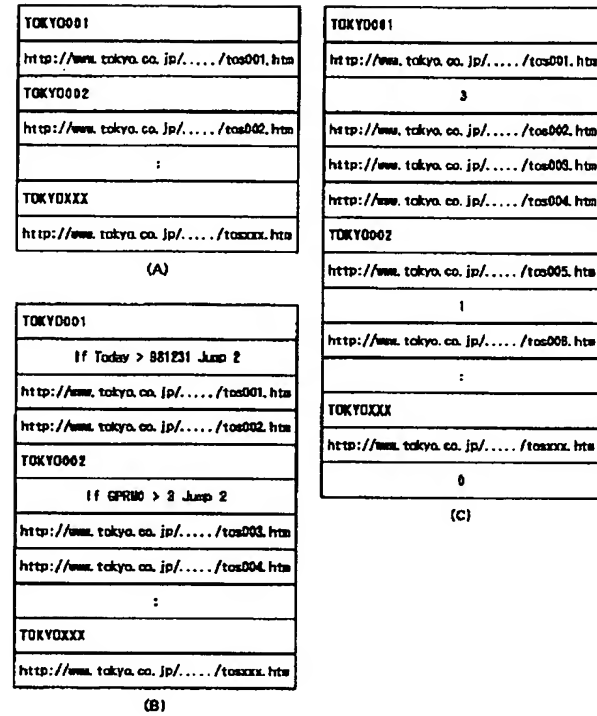 TOKYO001
http://www.tokyo.co.jp/...../tos001.htm
TOKYO002
http://www.tokyo.co.jp/...../tos002.htm
:
TOKYOXXX
http://www.tokyo.co.jp/...../tosxxx.htm
(A)
TOKYO001
If Today > 981231 Jump 2
http://www.tokyo.co.jp/...../tos001.htm
http://www.tokyo.co.jp/...../tos002.htm
TOKYO002
If GPRM0 > 3 Jump 2
http://www.tokyo.co.jp/...../tos003.htm
http://www.tokyo.co.jp/...../tos004.htm
:
TOKYOXXX
http://www.tokyo.co.jp/...../tosxxx.htm
(B)
TOKYO001
http://www.tokyo.co.jp/...../tos001.htm
3
http://www.tokyo.co.jp/...../tos002.htm
http://www.tokyo.co.jp/...../tos003.htm
http://www.tokyo.co.jp/...../tos004.htm
TOKYO002
http://www.tokyo.co.jp/...../tos005.htm
1
http://www.tokyo.co.jp/...../tos006.htm
:
TOKYOXXX
http://www.tokyo.co.jp/...../tosxxx.htm
0
(C)